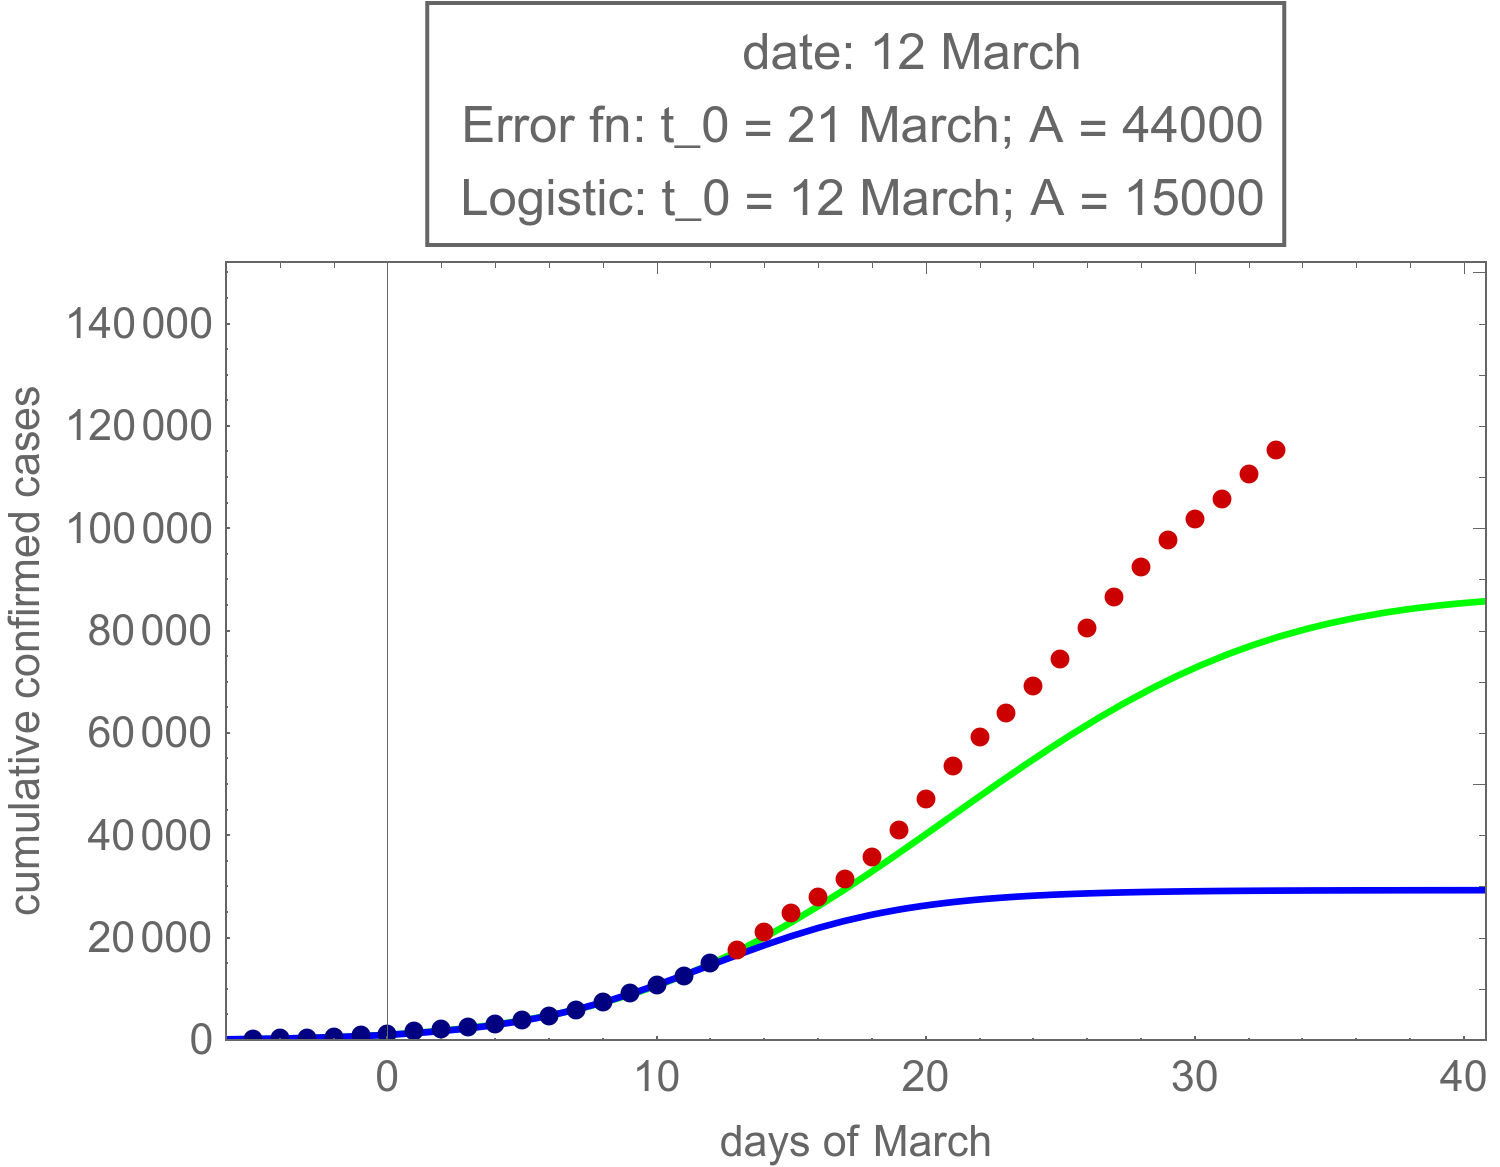 date: 12 March
Error fn: t_0 = 21 March; A = 44000
Logistic: t_0 = 12 March; A = 15000
140 000
120 000
100 000
80 000
60 000
40 000
20 000
0
cumulative confirmed cases
0 10 20 30 40
days of March